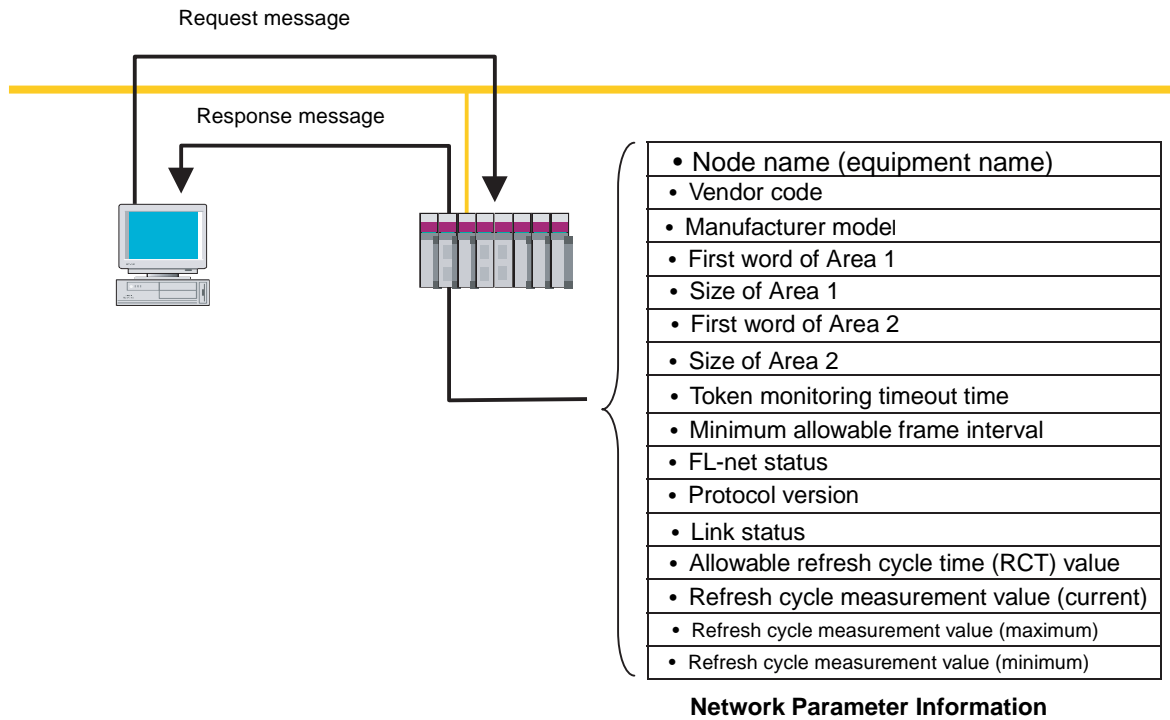 Request message
Response message
• Node name (equipment name)
• Vendor code
• Manufacturer model
• First word of Area 1
• Size of Area 1
• First word of Area 2
• Size of Area 2
• Token monitoring timeout time
• Minimum allowable frame interval
• FL-net status
• Protocol version
• Link status
• Allowable refresh cycle time (RCT) value
• Refresh cycle measurement value (current)
• Refresh cycle measurement value (maximum)
• Refresh cycle measurement value (minimum)
Network Parameter Information